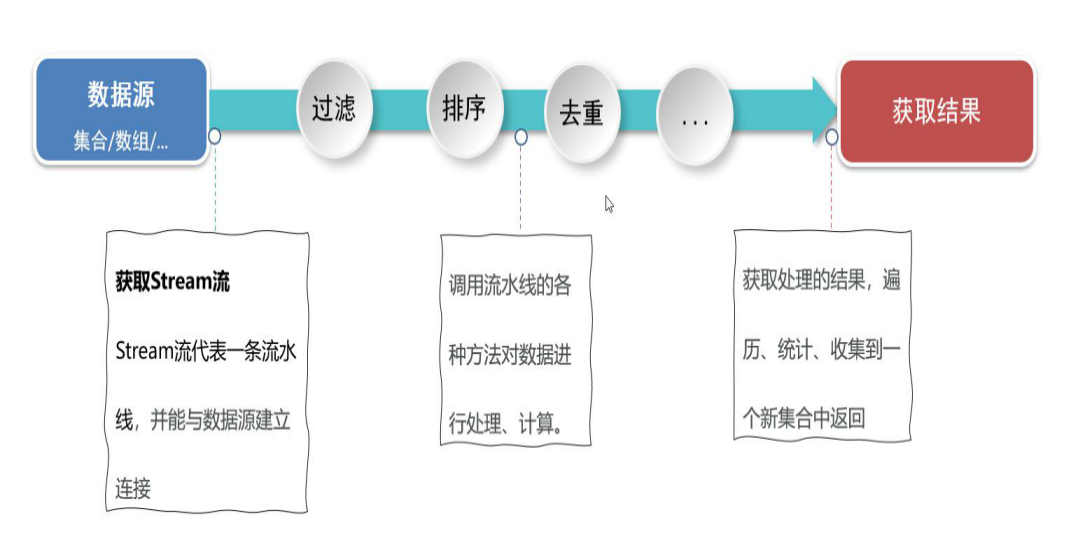 数据源
集合/数组/...
过滤
排序
去重
...
获取结果
获取Stream流
Stream流代表一条流水
线，并能与数据源建立
连接
调用流水线的各
种方法对数据进
行处理、计算。
获取处理的结果，遍
历、统计、收集到一
个新集合中返回